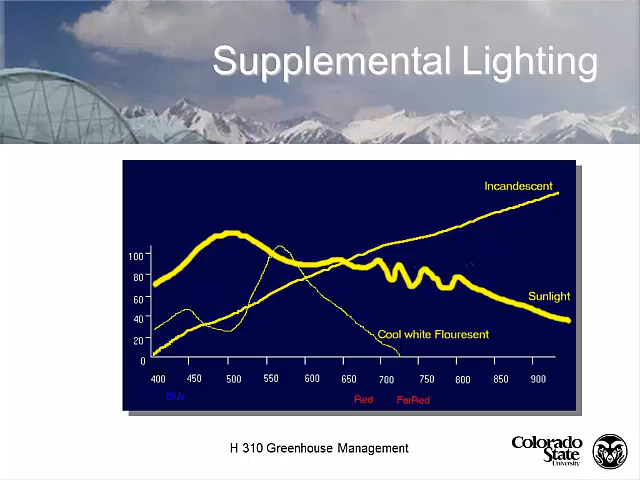 Supplemental Lighting
Incandescent
100
80
60
40
20
0
Sunlight
Cool white Flouresent
400 450 500 550 600 650 700 750 800 850 900
Blue Red FarRed
H 310 Greenhouse Management
Colorado
State
University